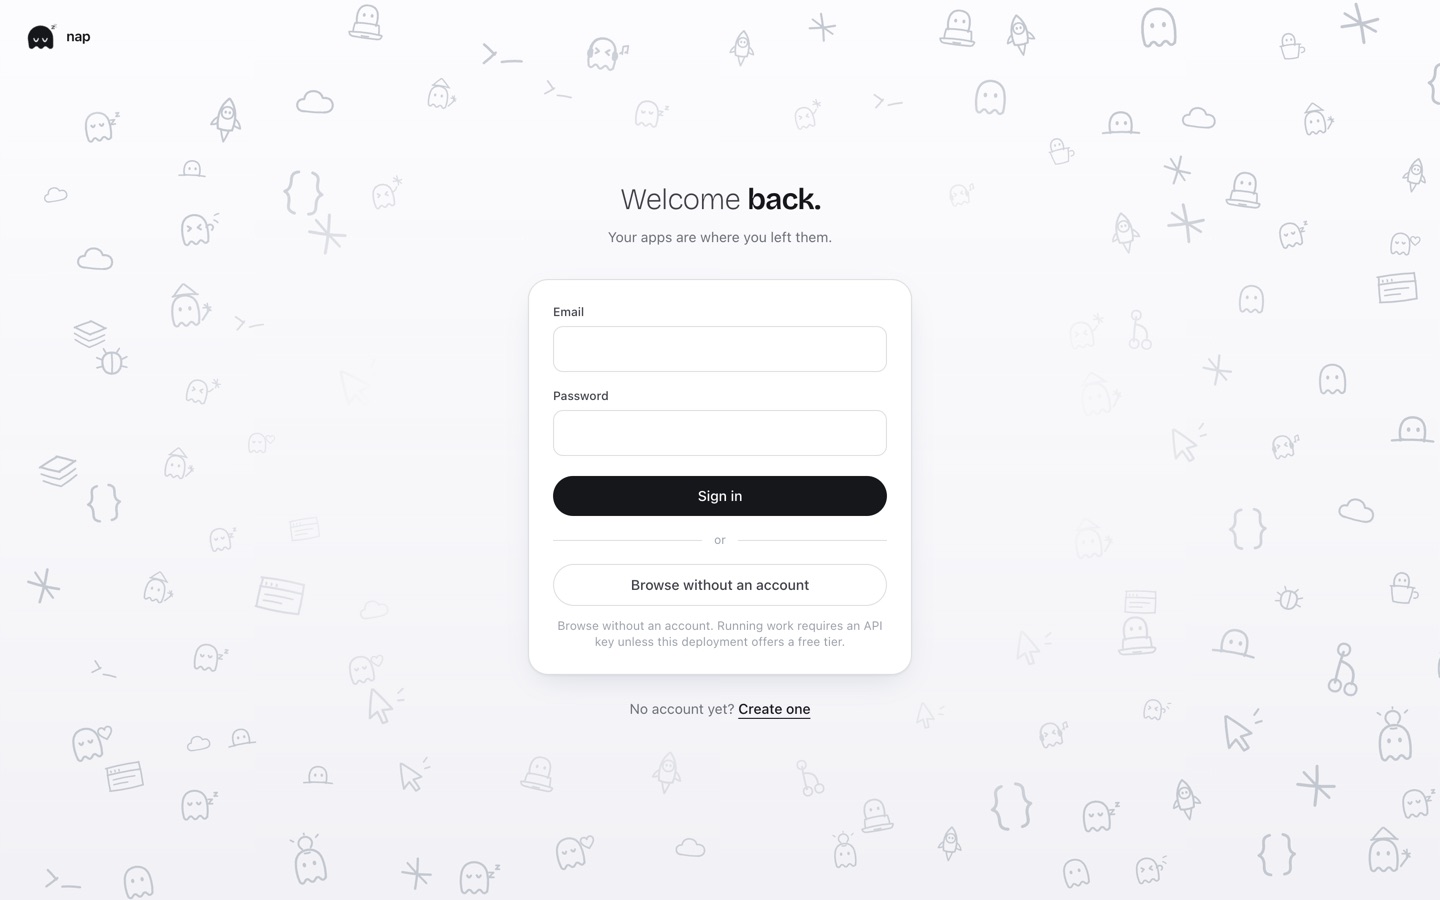 nap
Welcome back.
Your apps are where you left them.
Email
Password
Sign in
or
Browse without an account
Browse without an account. Running work requires an API
key unless this deployment offers a free tier.
No account yet? Create one